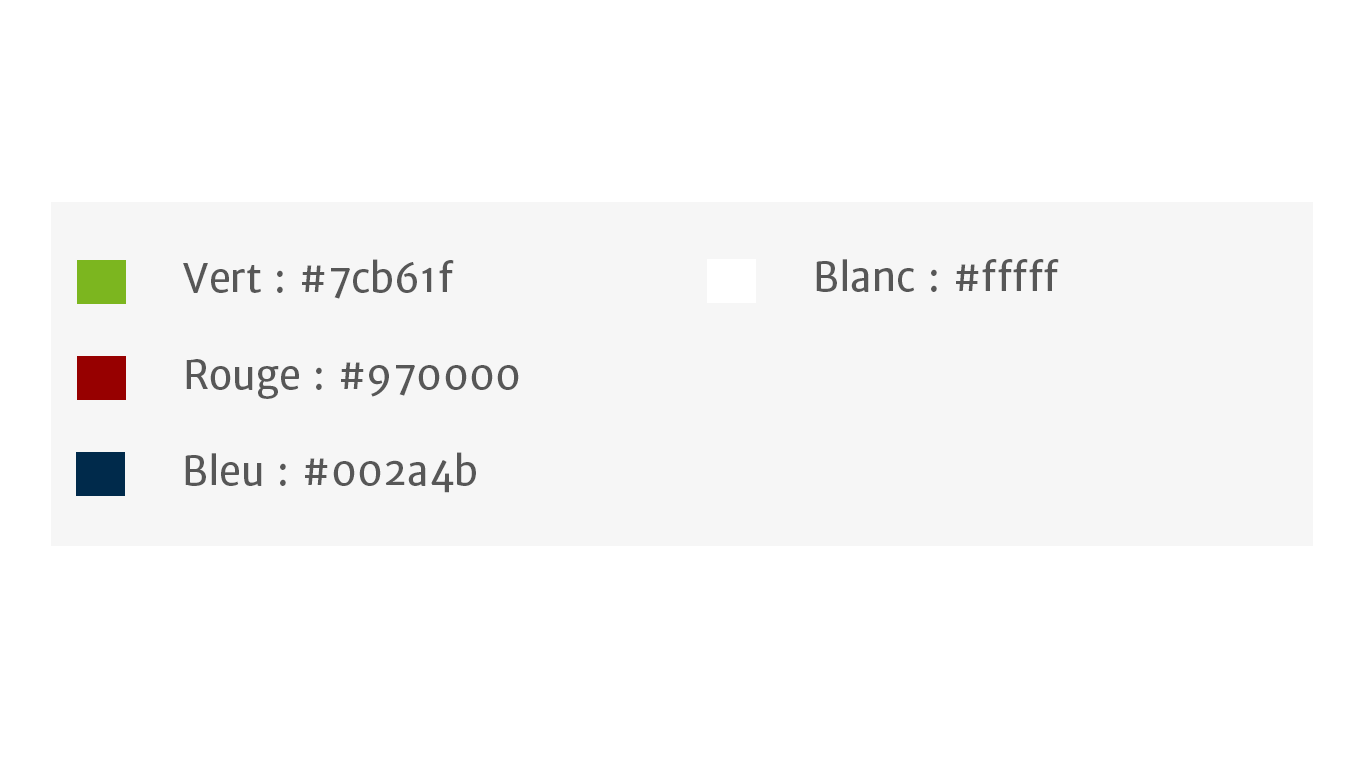 Vert : #7cb61f
Rouge : #970000
Bleu : #002a4b
Blanc : #fffff